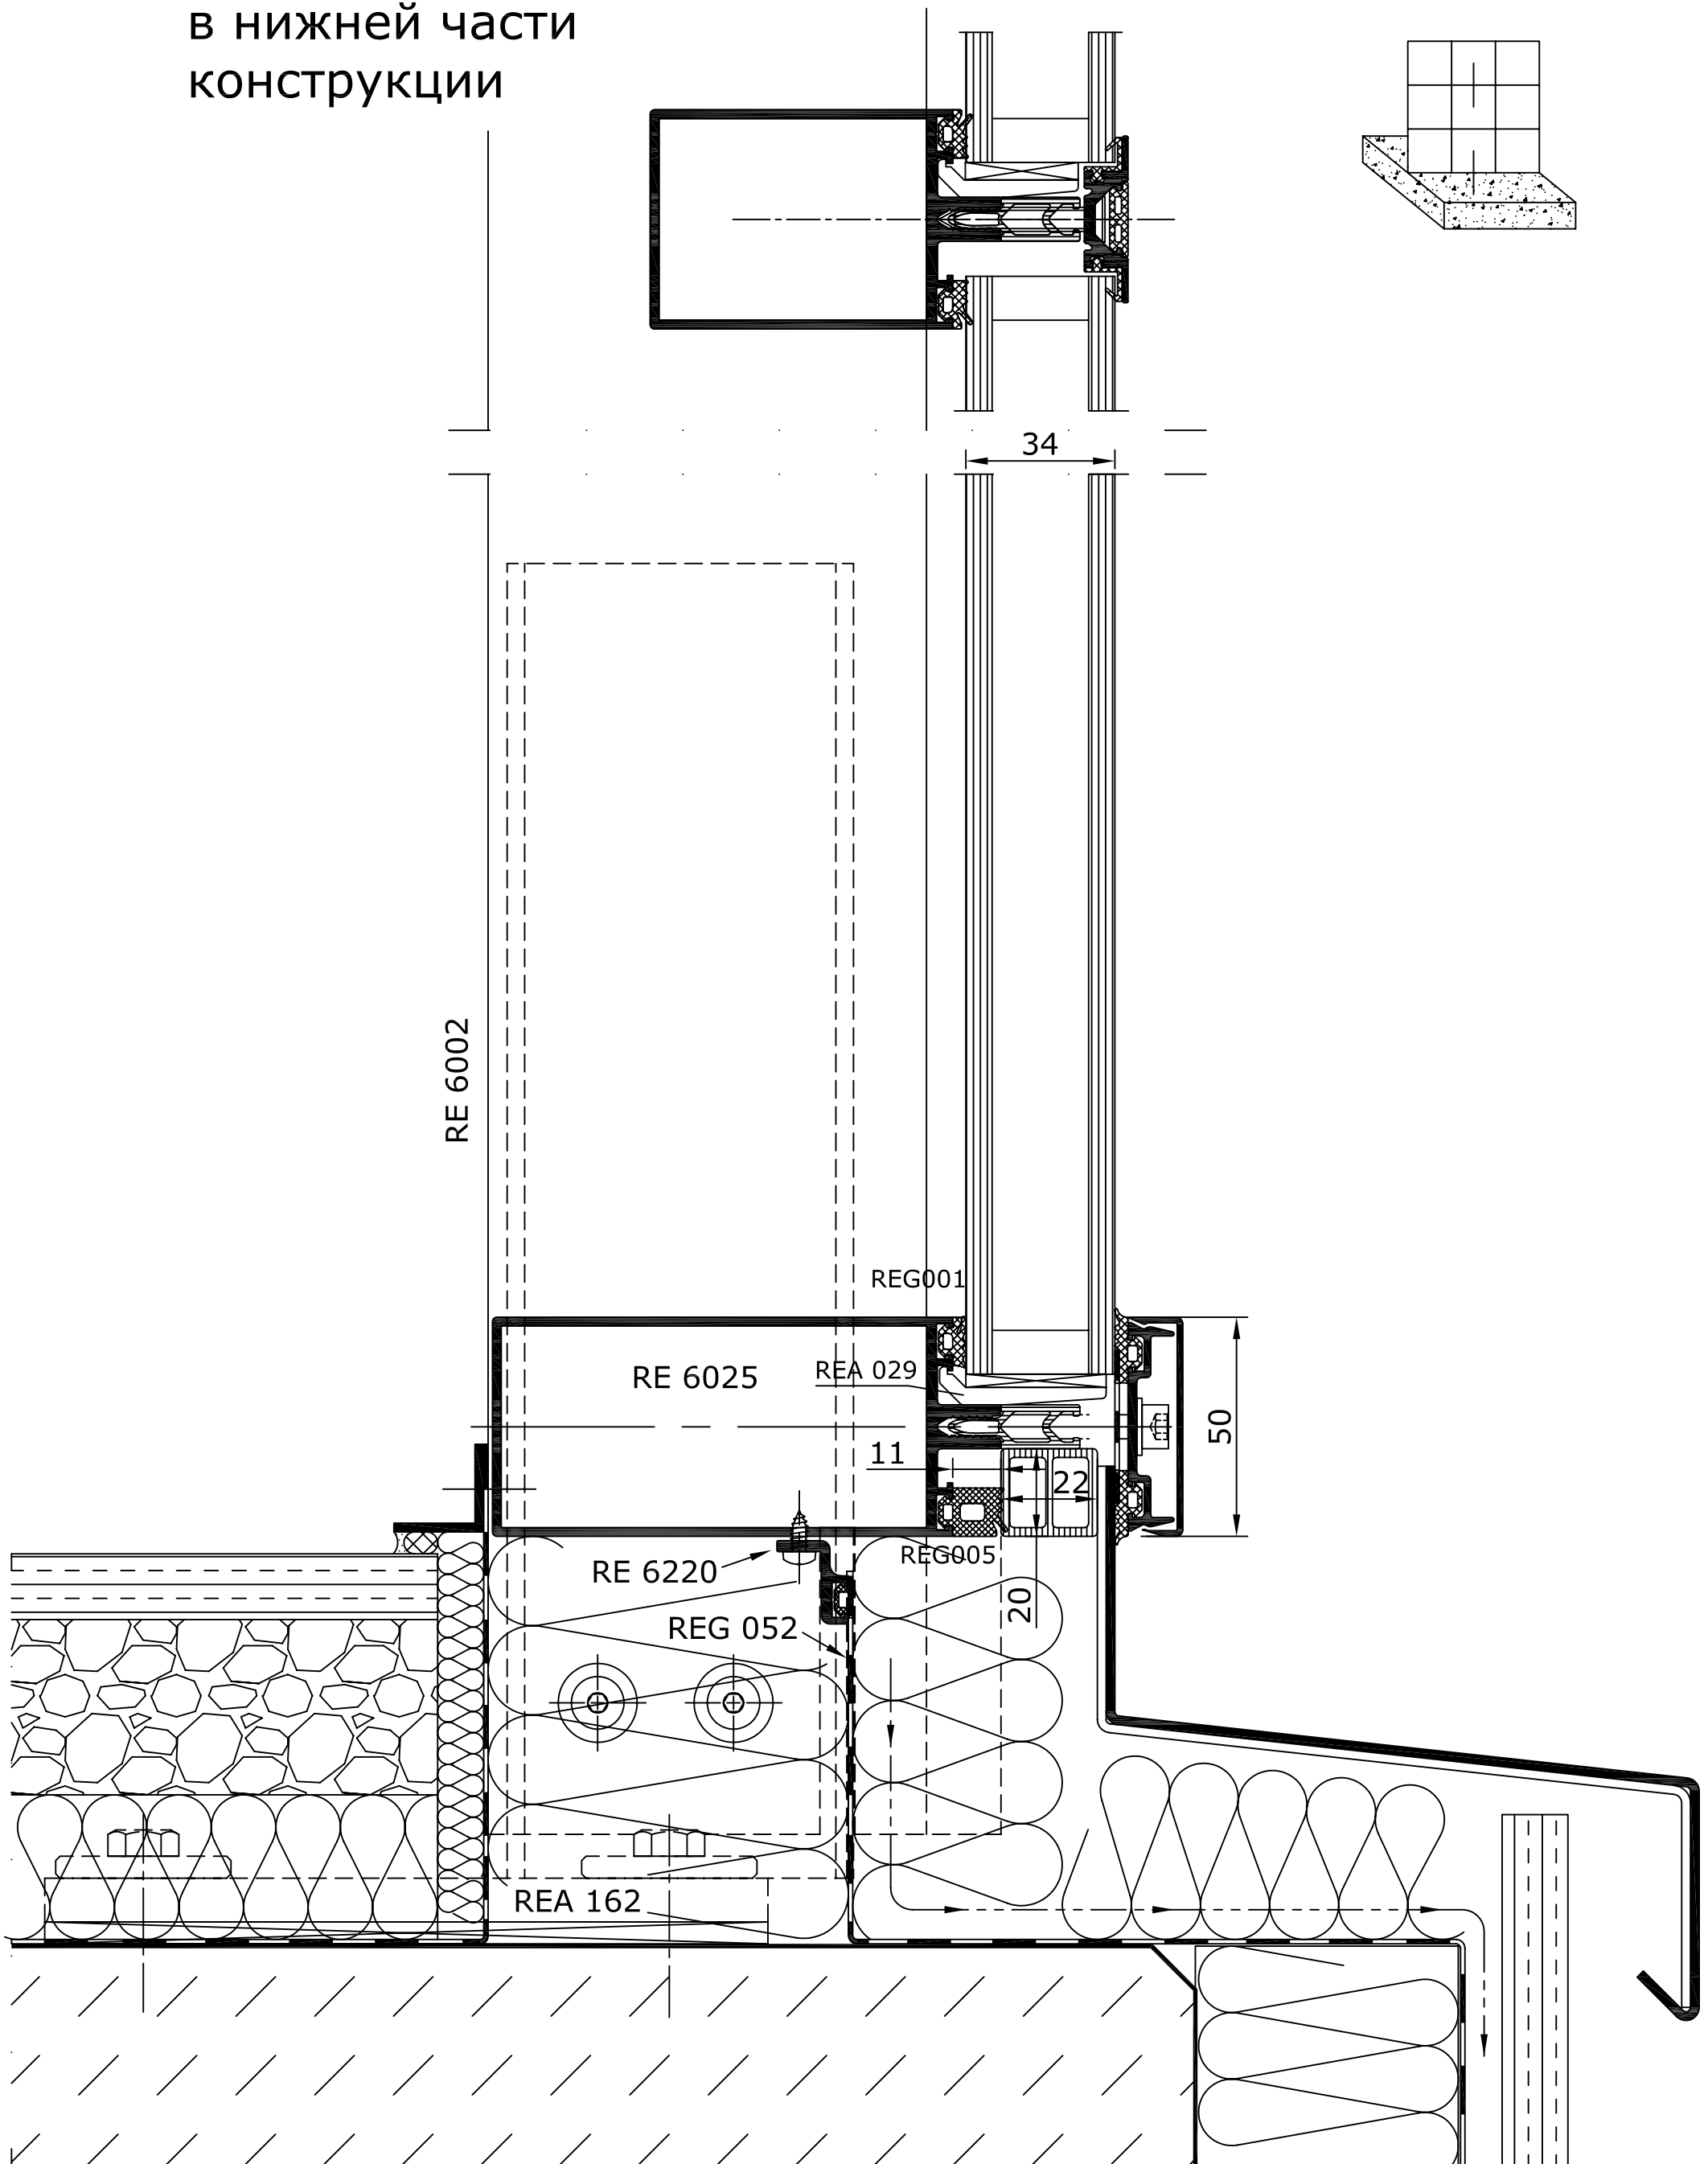 в нижней части
конструкции
34
RE 6002
REG001
RE 6025
REA 029
11
22
50
RE 6220
REG005
20
REG 052
REA 162